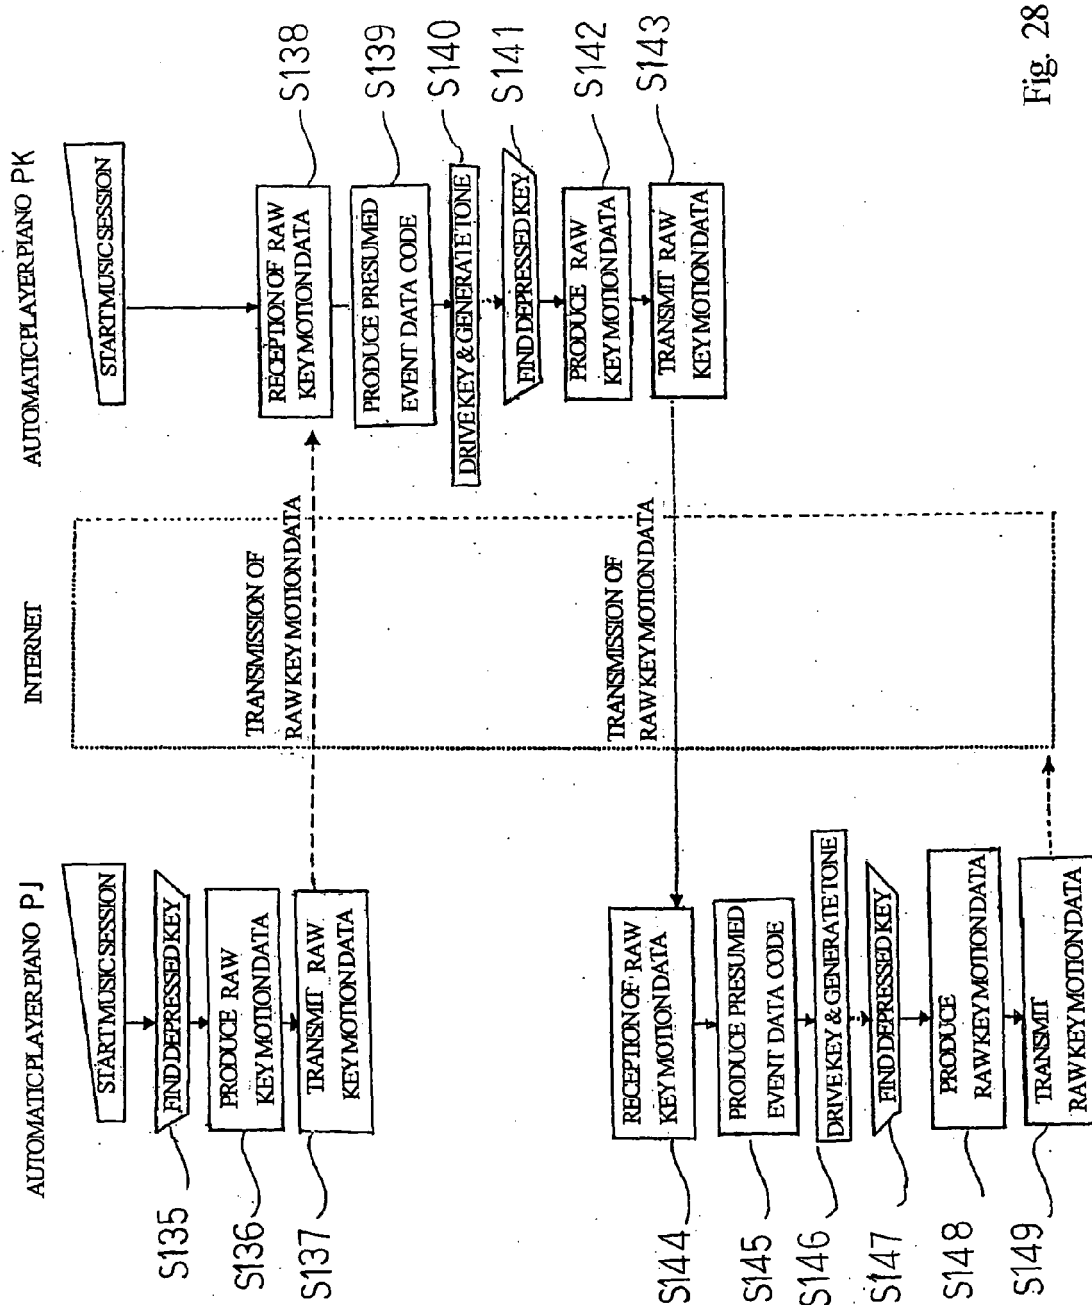 AUTOMATIC PLAYER PIANO PJ
INTERNET
AUTOMATIC PLAYER PIANO PK
START MUSIC SESSION
S135
FIND DEPRESSED KEY
S136
PRODUCE RAW
KEY MOTION DATA
S137
TRANSMIT RAW
KEY MOTION DATA
TRANSMISSION OF
RAW KEY MOTION DATA
START MUSIC SESSION
RECEPTION OF RAW
KEY MOTION DATA
S138
PRODUCE PRESUMED
EVENT DATA CODE
S139
DRIVE KEY & GENERATE TONE
S140
FIND DEPRESSED KEY
S141
PRODUCE RAW
KEY MOTION DATA
S142
TRANSMIT RAW
KEY MOTION DATA
S143
TRANSMISSION OF
RAW KEY MOTION DATA
S144
RECEPTION OF RAW
KEY MOTION DATA
S145
PRODUCE PRESUMED
EVENT DATA CODE
S146
DRIVE KEY & GENERATE TONE
S147
FIND DEPRESSED KEY
S148
PRODUCE
RAW KEY MOTION DATA
S149
TRANSMIT
RAW KEY MOTION DATA
Fig. 28